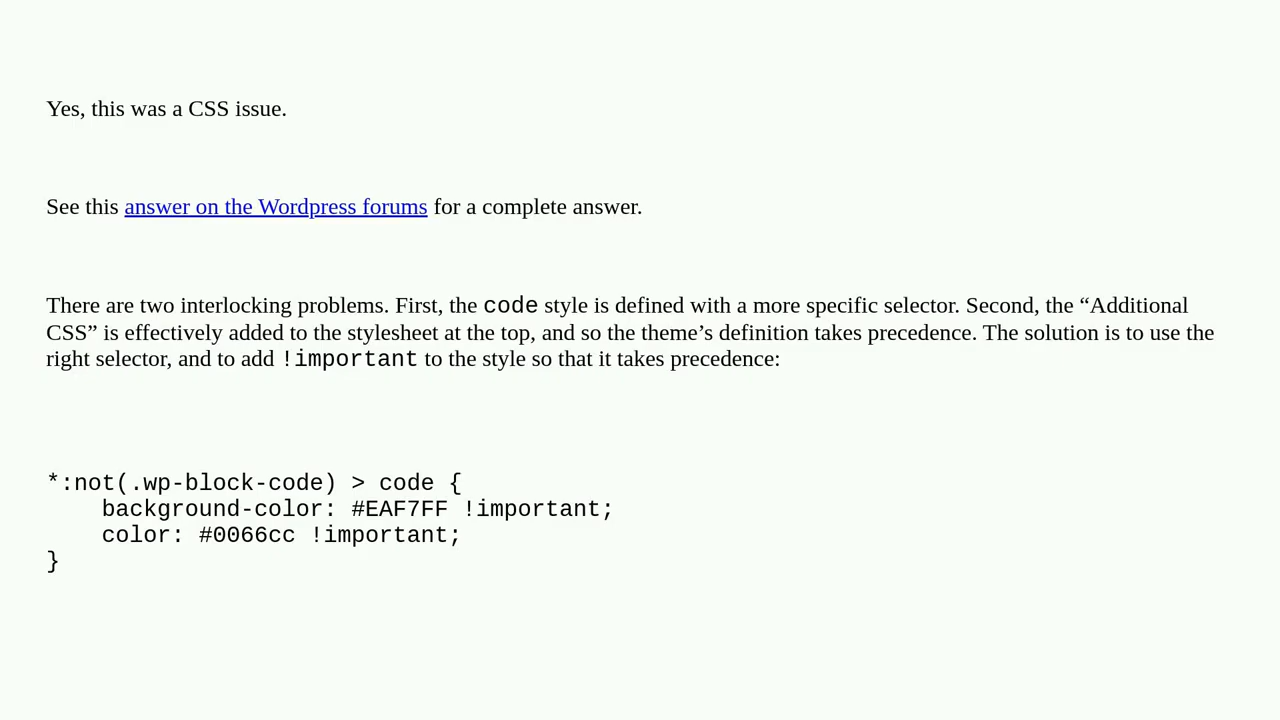 Yes, this was a CSS issue.
See this answer on the Wordpress forums for a complete answer.
There are two interlocking problems. First, the code style is defined with a more specific selector. Second, the “Additional
CSS” is effectively added to the stylesheet at the top, and so the theme’s definition takes precedence. The solution is to use the
right selector, and to add !important to the style so that it takes precedence:
*:not(.wp-block-code) > code {
    background-color: #EAF7FF !important;
    color: #0066cc !important;
}